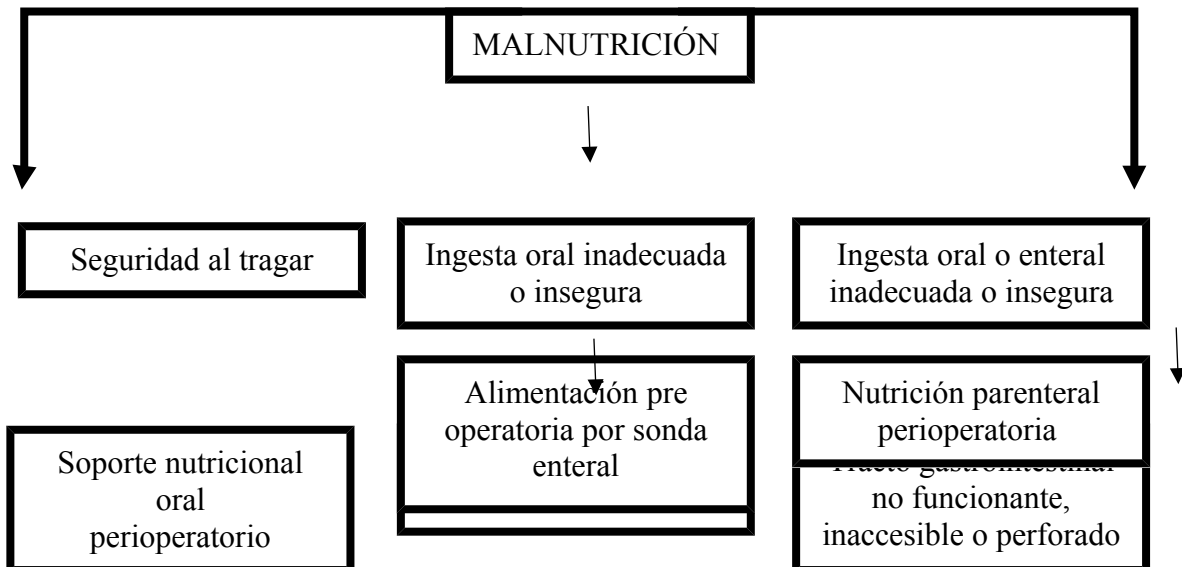 MALNUTRICIÓN
Seguridad al tragar
Ingesta oral inadecuada
o insegura
Ingesta oral o enteral
inadecuada o insegura
Soporte nutricional
oral
perioperatorio
Alimentación pre
operatoria por sonda
enteral
Nutrición parenteral
perioperatoria
no funcionante,
inaccesible o perforado